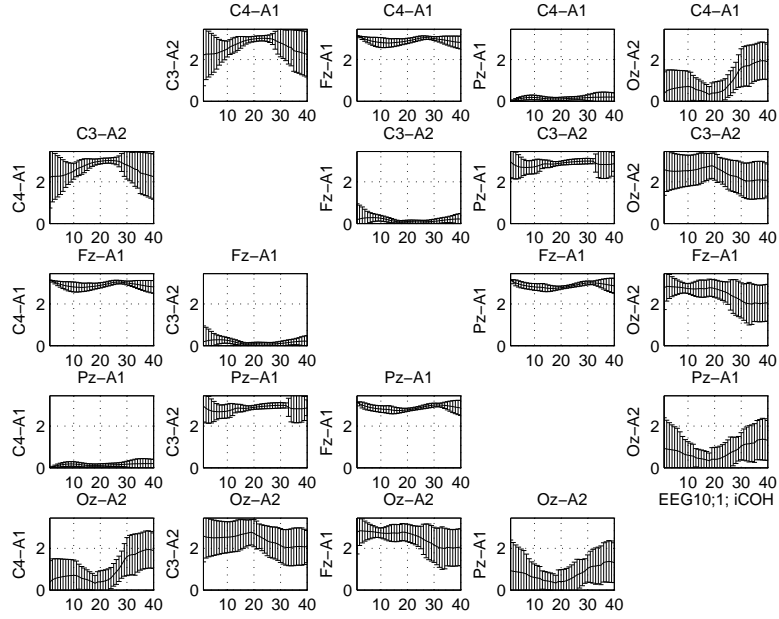 C4−A1 C4−A1 C4−A1 C4−A1
C3−A2 Fz−A1 Pz−A1 Oz−A2
2 2 2 2
0 0 0 0
10 20 30 40 10 20 30 40 10 20 30 40 10 20 30 40
C3−A2 C3−A2 C3−A2 C3−A2
C4−A1 Fz−A1 Pz−A1 Oz−A2
2 2 2 2
0 0 0 0
10 20 30 40 10 20 30 40 10 20 30 40 10 20 30 40
Fz−A1 Fz−A1 Fz−A1 Fz−A1
C4−A1 C3−A2 Pz−A1 Oz−A2
2 2 2 2
0 0 0 0
10 20 30 40 10 20 30 40 10 20 30 40 10 20 30 40
Pz−A1 Pz−A1 Pz−A1 Pz−A1
C4−A1 C3−A2 Fz−A1 Oz−A2
2 2 2 2
0 0 0 0
10 20 30 40 10 20 30 40 10 20 30 40 10 20 30 40
Oz−A2 Oz−A2 Oz−A2 Oz−A2 EEG10;1; iCOH
C4−A1 C3−A2 Fz−A1 Pz−A1
2 2 2 2
0 0 0 0
10 20 30 40 10 20 30 40 10 20 30 40 10 20 30 40